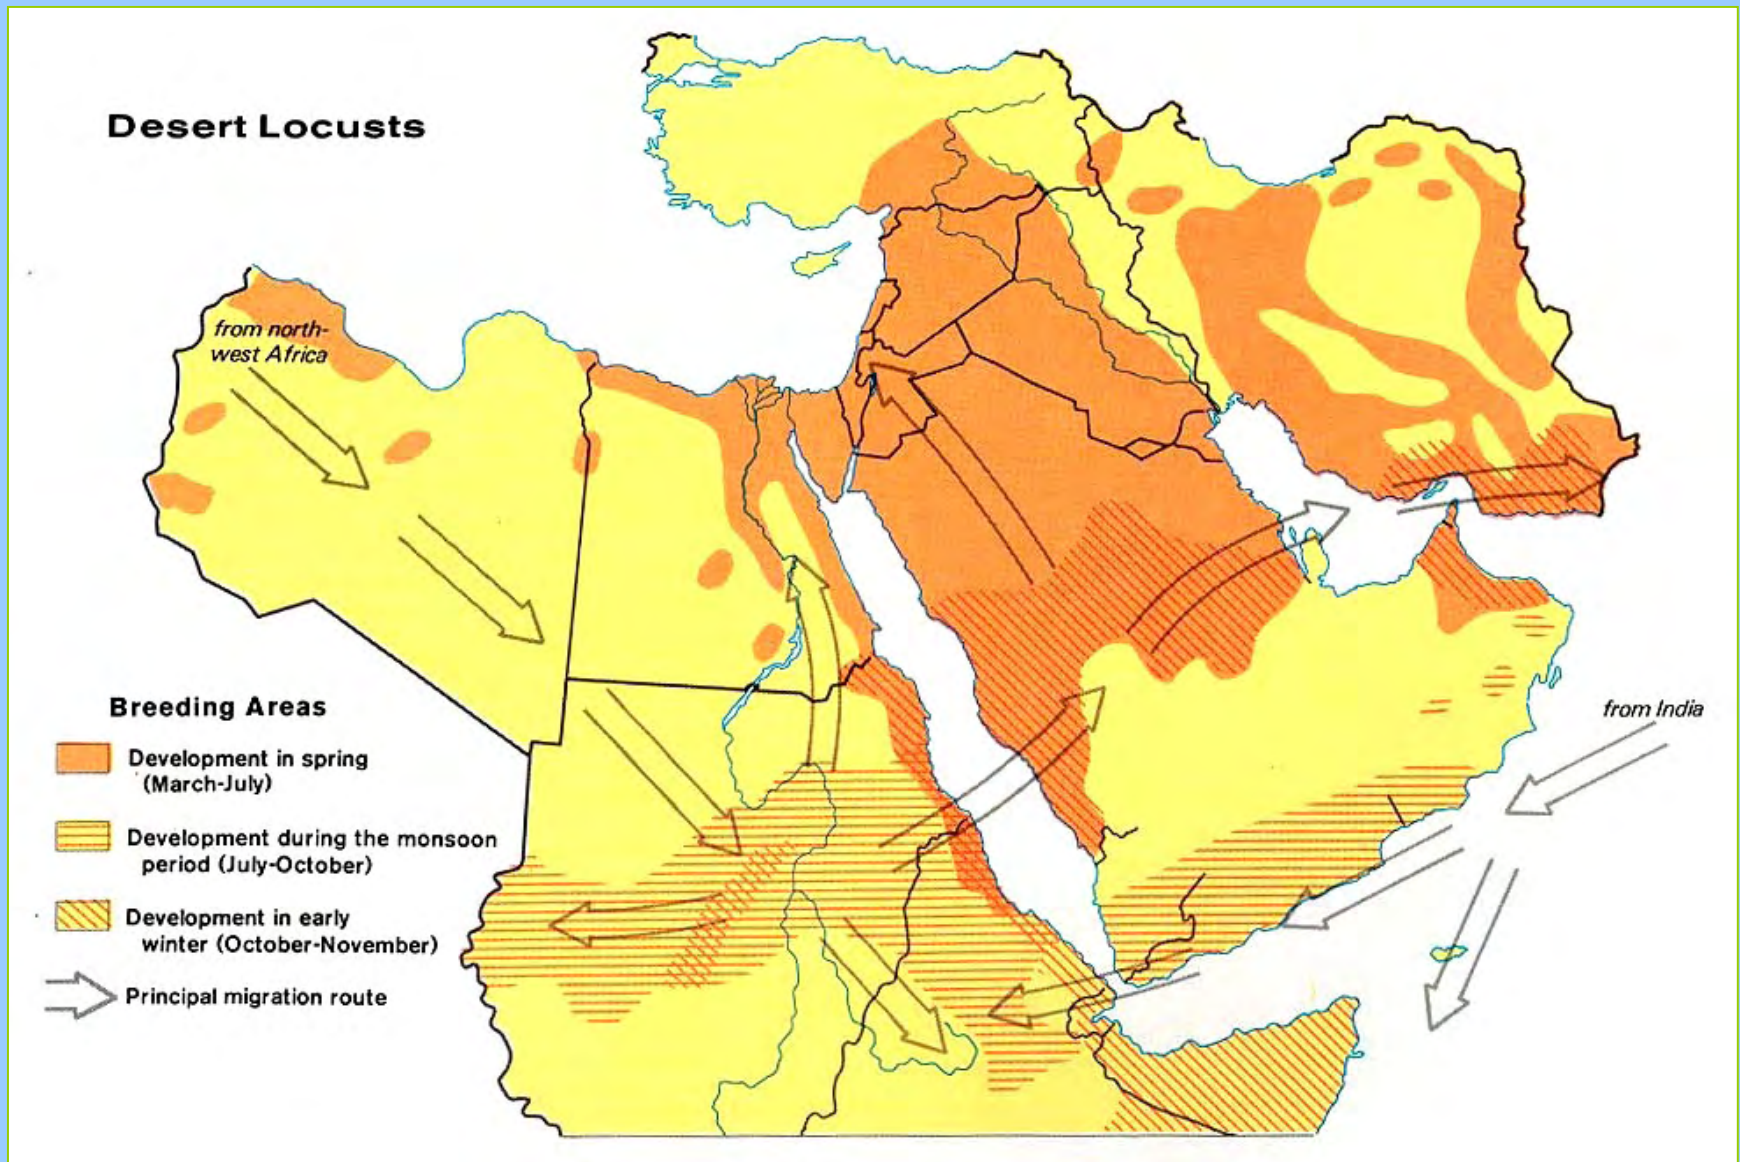 Desert Locusts
from north-
west Africa
Breeding Areas
Development in spring
(March-July)
Development during the monsoon
period (July-October)
Development in early
winter (October-November)
Principal migration route
from India